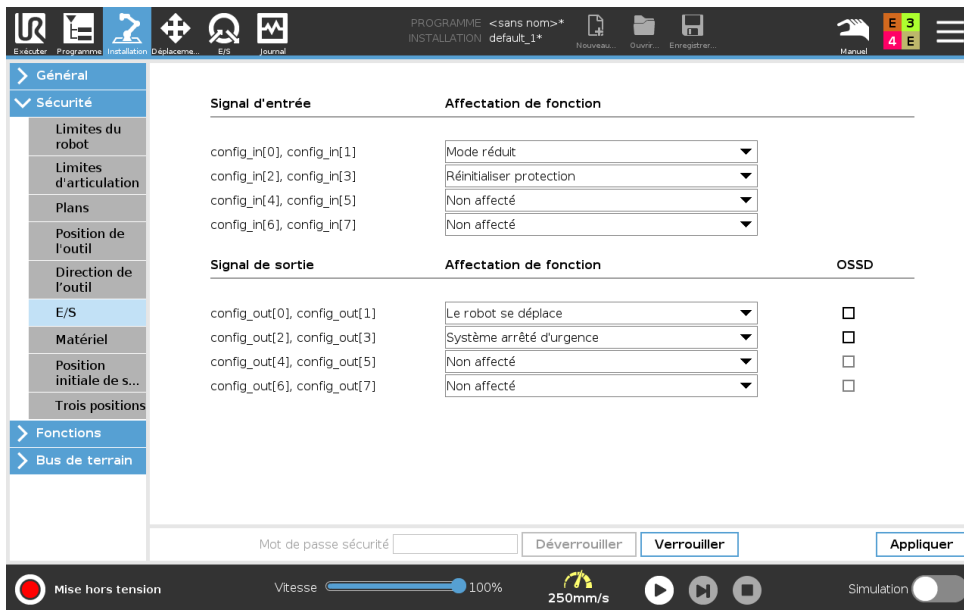 PROGRAMME <sans nom>*
INSTALLATION default_1*
Exécuter Programme Installation Déplaceme... E/S Journal
Nouveau... Ouvrir... Enregistrer...
Manuel
E 3
4 E
Général
Sécurité
Limites du
robot
Limites
d'articulation
Plans
Position de
l'outil
Direction de
l'outil
E/S
Matériel
Position
initiale de s...
Trois positions
Fonctions
Bus de terrain
Signal d'entrée Affectation de fonction
config_in[0], config_in[1] Mode réduit
config_in[2], config_in[3] Réinitialiser protection
config_in[4], config_in[5] Non affecté
config_in[6], config_in[7] Non affecté
Signal de sortie Affectation de fonction OSSD
config_out[0], config_out[1] Le robot se déplace
config_out[2], config_out[3] Système arrêté d'urgence
config_out[4], config_out[5] Non affecté
config_out[6], config_out[7] Non affecté
Mot de passe sécurité Déverrouiller Verrouiller Appliquer
Mise hors tension Vitesse 100% 250mm/s Simulation